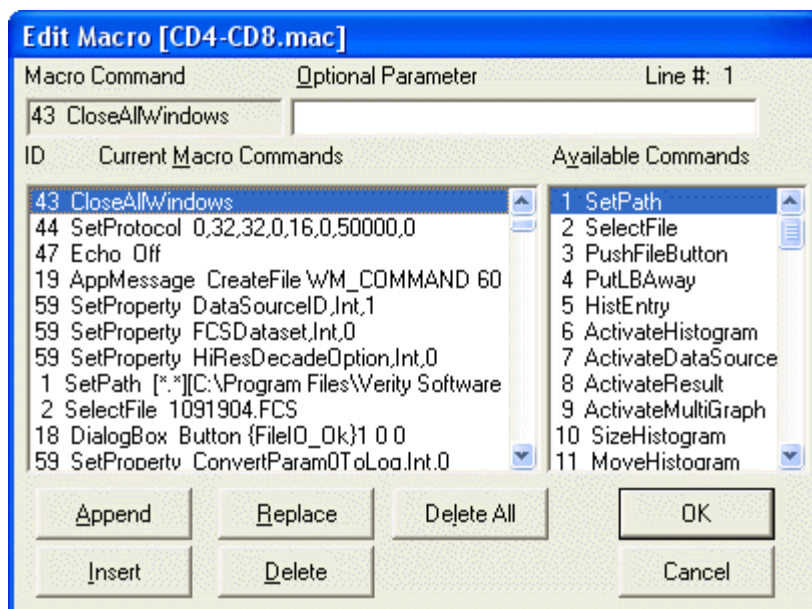 Edit Macro [CD4-CD8.mac]
Macro Command Optional Parameter Line #: 1
43 CloseAllWindows
ID Current Macro Commands Available Commands
43 CloseAllWindows
44 SetProtocol 0,32,32,0,16,0,50000,0
47 Echo Off
19 AppMessage CreateFile WM_COMMAND 60
59 SetProperty DataSourceID,Int,1
59 SetProperty FCSDataset,Int,0
59 SetProperty HiResDecadeOption,Int,0
1 SetPath [*.*][C:\Program Files\Verity Software
2 SelectFile 1091904.FCS
18 DialogBox Button {FileIO_Ok}1 0 0
59 SetProperty ConvertParam0ToLog,Int,0
1 SetPath
2 SelectFile
3 PushFileButton
4 PutLBAway
5 HistEntry
6 ActivateHistogram
7 ActivateDataSource
8 ActivateResult
9 ActivateMultiGraph
10 SizeHistogram
11 MoveHistogram
Append Replace Delete All OK
Insert Delete Cancel